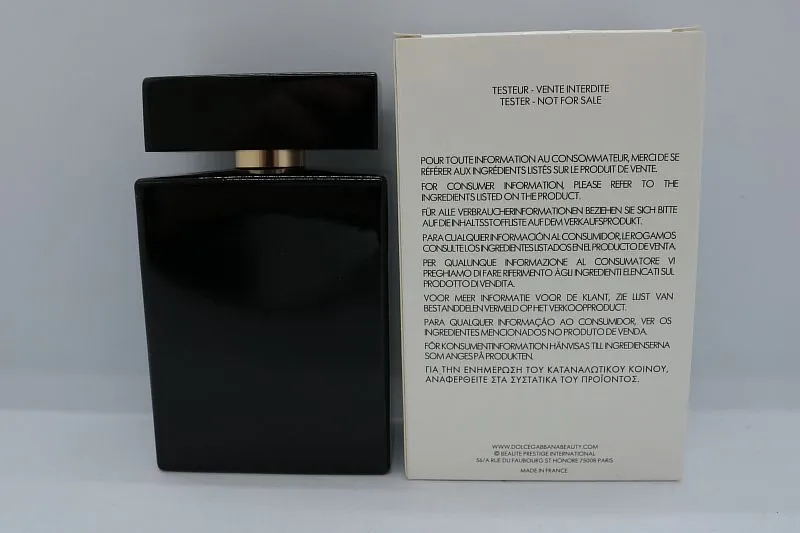 TESTEUR - VENTE INTERDITE
TESTER - NOT FOR SALE
POUR TOUTE INFORMATION AU CONSOMMATEUR, MERCI DE SE
RÉFÉRER AUX INGRÉDIENTS LISTÉS SUR LE PRODUIT DE VENTE.
FOR CONSUMER INFORMATION, PLEASE REFER TO THE
INGREDIENTS LISTED ON THE PRODUCT.
FÜR ALLE VERBRAUCHERINFORMATIONEN BEZIEHEN SIE SICH BITTE
AUF DIE INHALTSSTOFFLISTE AUF DEM VERKAUFSPRODUKT.
PARA CUALQUIER INFORMACIÓN AL CONSUMIDOR, LE ROGAMOS
CONSULTE LOS INGREDIENTES LISTADOS EN EL PRODUCTO DE VENTA.
PER QUALUNQUE INFORMAZIONE AL CONSUMATORE VI
PREGHIAMO DI FARE RIFERIMENTO ÀGLI INGREDIENTI ELENCATI SUL
PRODOTTO DI VENDITA.
VOOR MEER INFORMATIE VOOR DE KLANT, ZIE LIJST VAN
BESTANDDELEN VERMELD OP HET VERKOOPPRODUCT.
PARA QUALQUER INFORMAÇÃO AO CONSUMIDOR, VER OS
INGREDIENTES MENCIONADOS NO PRODUTO DE VENDA.
FÖR KONSUMENTINFORMATION HÄNVISAS TILL INGREDIENSERNA
SOM ANGES PÅ PRODUKTEN.
ΓΙΑ ΤΗΝ ΕΝΗΜΕΡΩΣΗ ΤΟΥ ΚΑΤΑΝΑΛΩΤΙΚΟΥ ΚΟΙΝΟΥ,
ΑΝΑΦΕΡΘΕΙΤΕ ΣΤΑ ΣΥΣΤΑΤΙΚΑ ΤΟΥ ΠΡΟΪΟΝΤΟΣ.
WWW.DOLCEGABBANABEAUTY.COM
© BEAUTE PRESTIGE INTERNATIONAL
56/A RUE DU FAUBOURG ST HONORE 75008 PARIS
MADE IN FRANCE